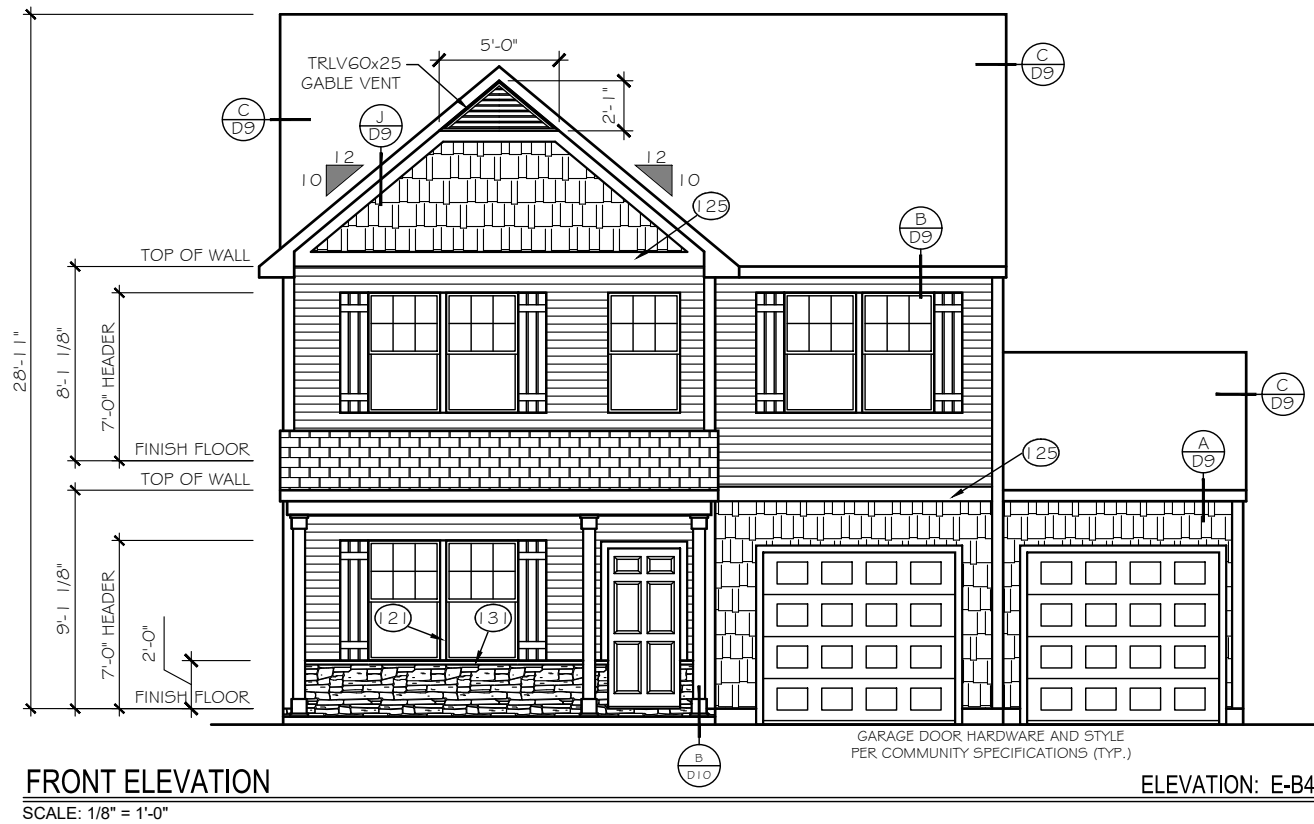 5'-0"
TRLV60x25
GABLE VENT
2'-1"
C
D9
C
D9
J
D9
12
10
12
10
125
B
D9
TOP OF WALL
28'-11"
8'-1 1/8"
7'-0" HEADER
FINISH FLOOR
TOP OF WALL
C
D9
A
D9
125
9'-1 1/8"
7'-0" HEADER
2'-0"
FINISH FLOOR
121
131
B
D10
GARAGE DOOR HARDWARE AND STYLE
PER COMMUNITY SPECIFICATIONS (TYP.)
FRONT ELEVATION
ELEVATION: E-B4
SCALE: 1/8" = 1'-0"